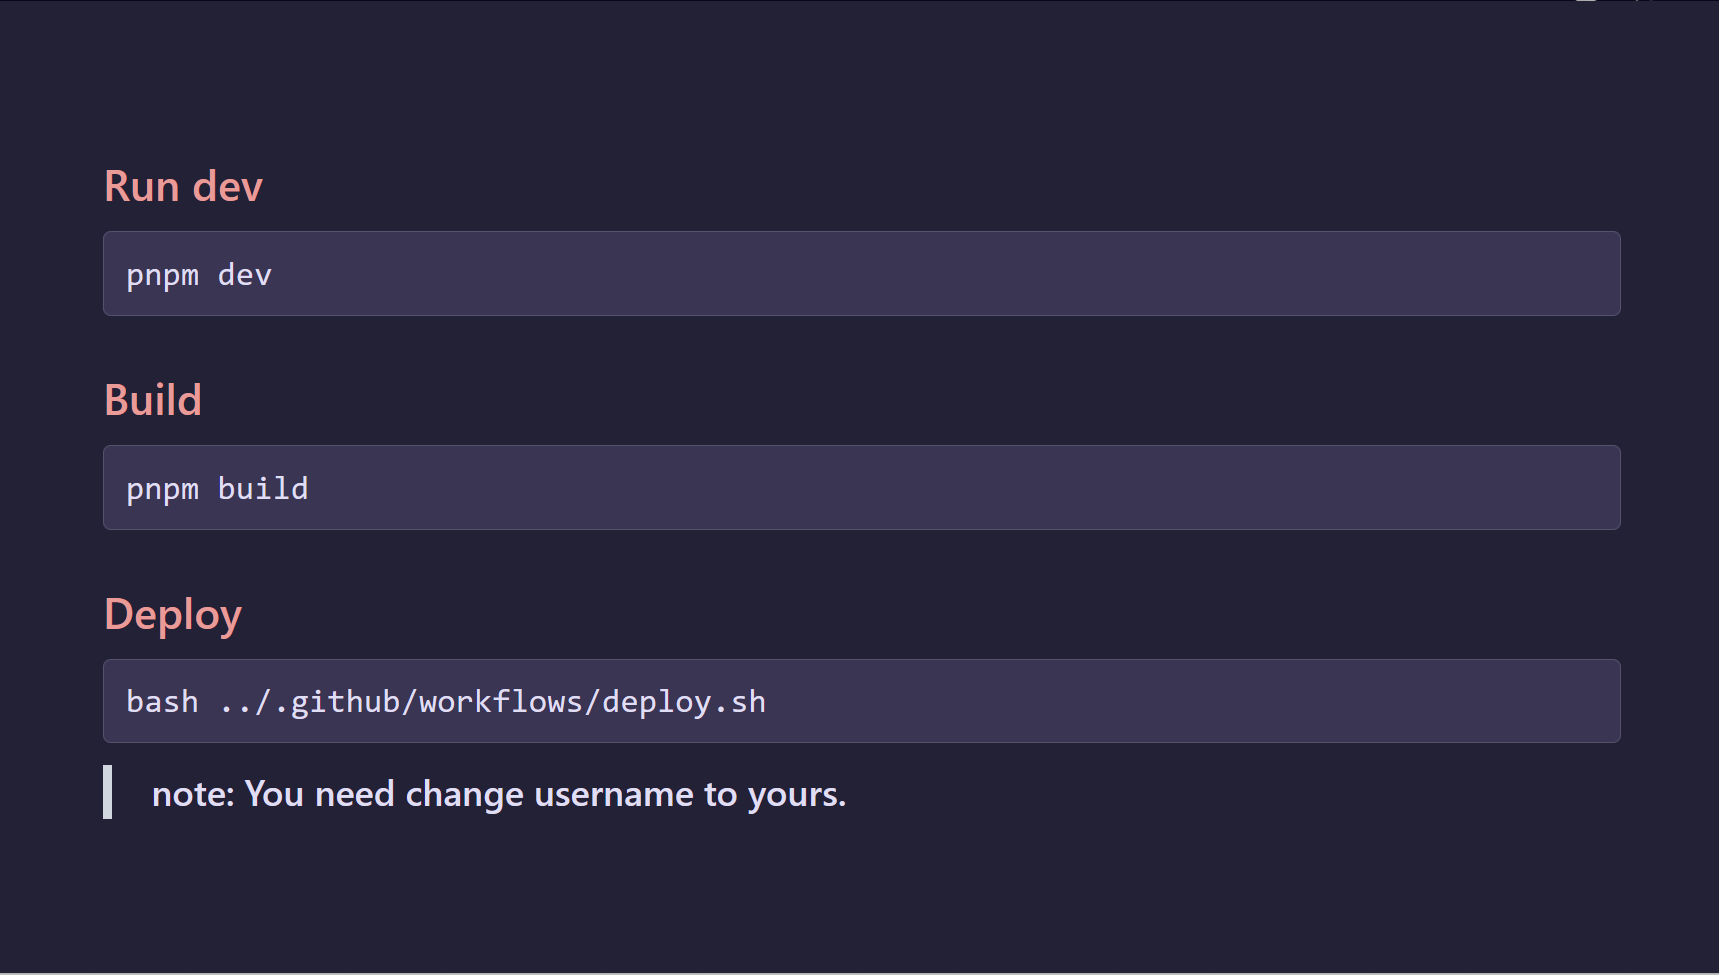 Run dev
pnpm dev
Build
pnpm build
Deploy
bash ../.github/workflows/deploy.sh
note: You need change username to yours.